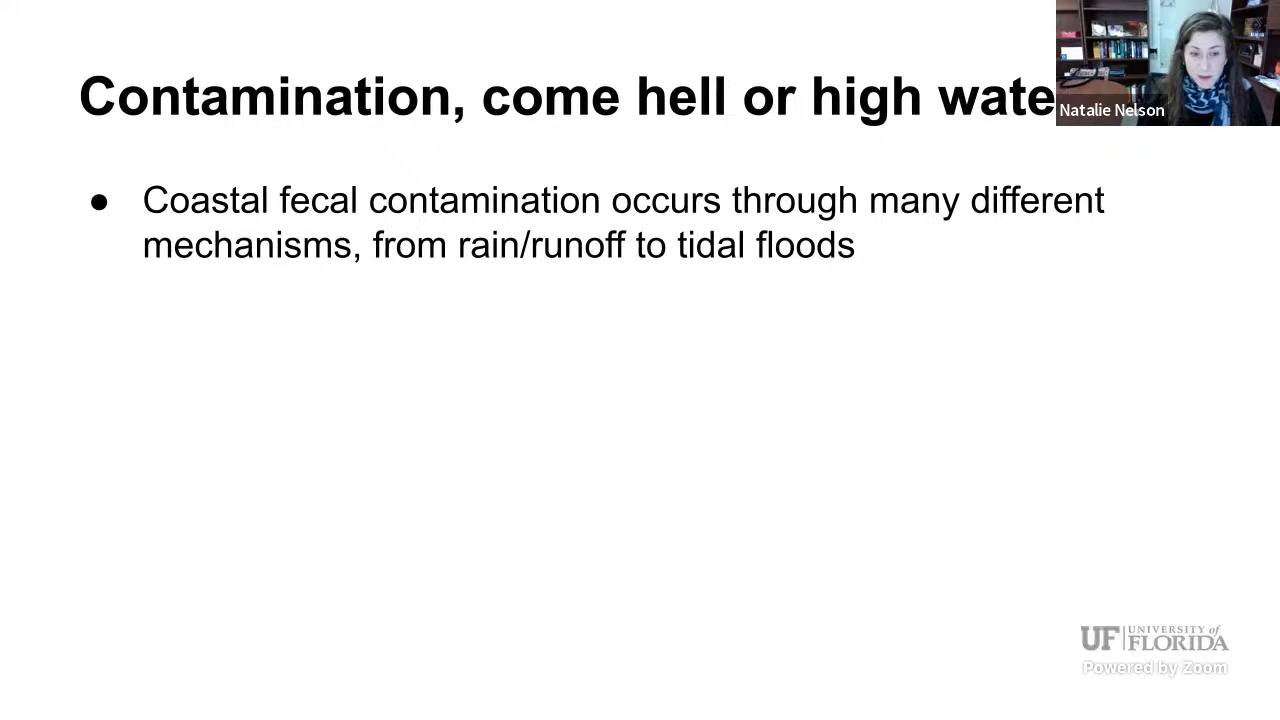 Contamination, come hell or high wate
Natalie Nelson
● Coastal fecal contamination occurs through many different
mechanisms, from rain/runoff to tidal floods
UF UNIVERSITY of
FLORIDA
Powered by Zoom